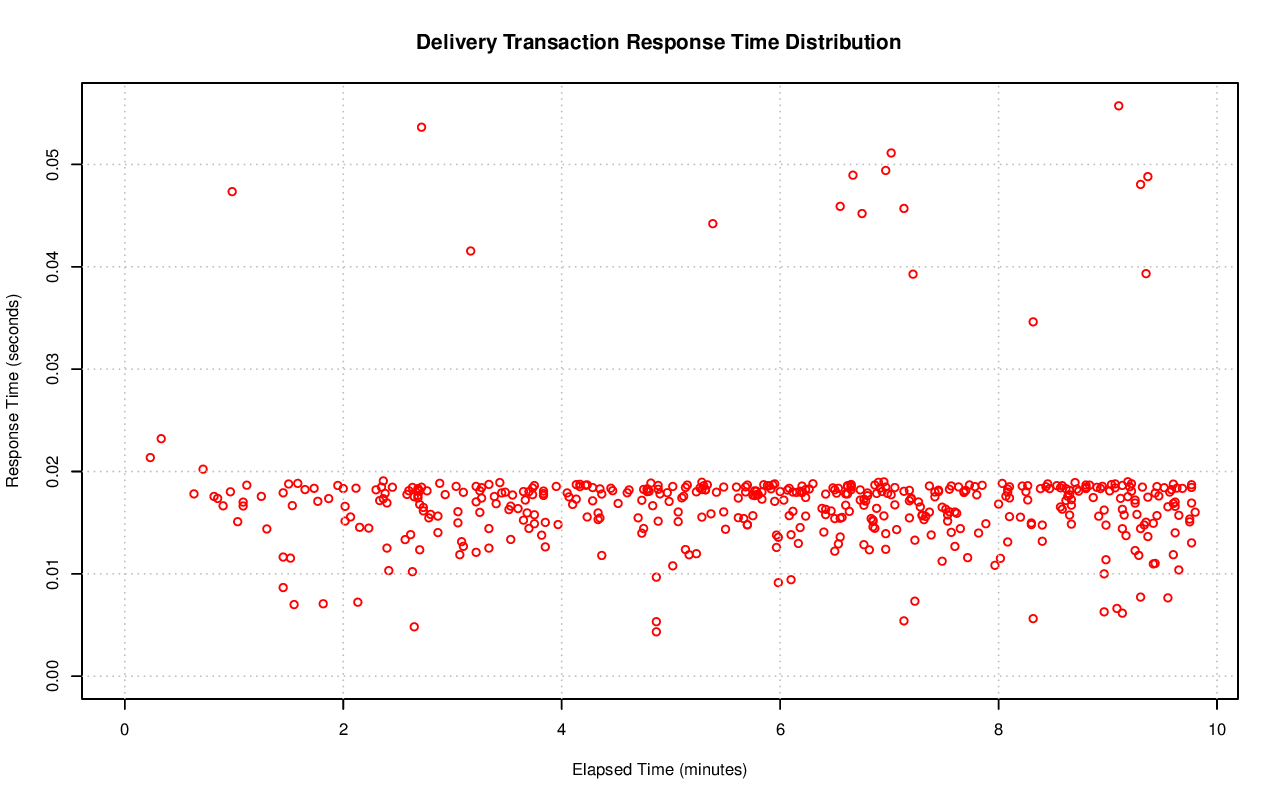 Delivery Transaction Response Time Distribution
Response Time (seconds)
0.05
0.04
0.03
0.02
0.01
0.00
0 2 4 6 8 10
Elapsed Time (minutes)